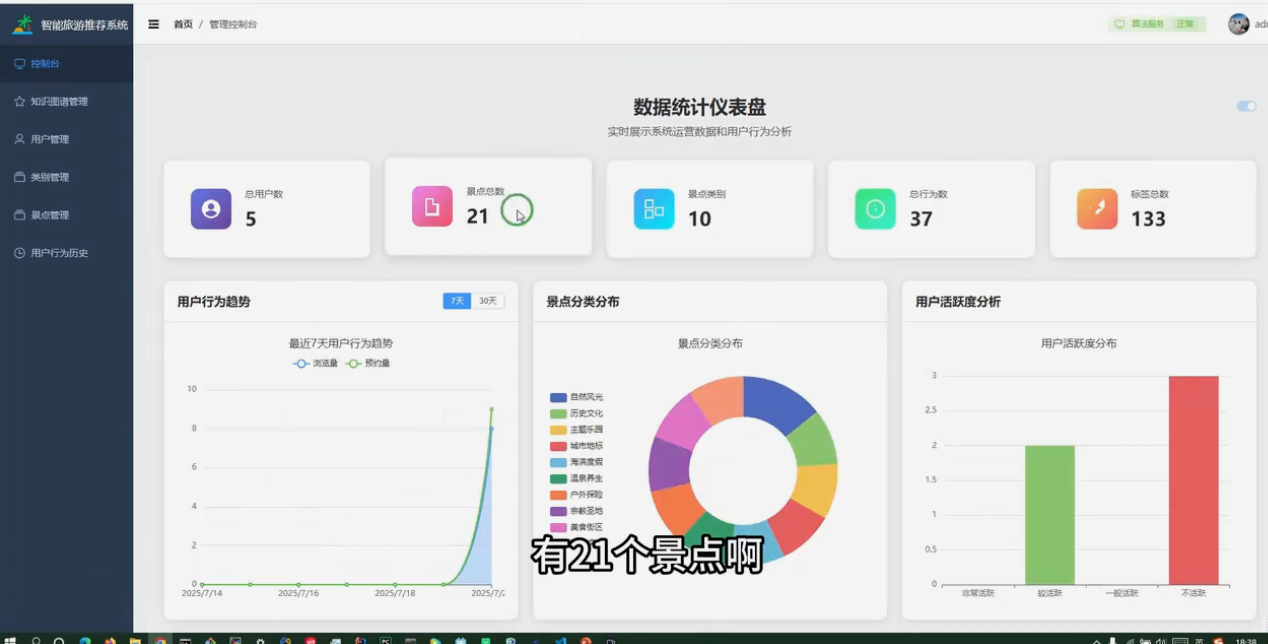 智能旅游推荐系统
首页 / 管理控制台
算法服务 正常
控制台
知识图谱管理
用户管理
类别管理
景点管理
用户行为历史
数据统计仪表盘
实时展示系统运营数据和用户行为分析
总用户数
5
景点总数
21
景点类别
10
总行为数
37
标签总数
133
用户行为趋势
7天 30天
最近7天用户行为趋势
浏览量 预约量
10
8
6
4
2
0
2025/7/14 2025/7/16 2025/7/18
景点分类分布
景点分类分布
自然风光
历史文化
主题乐园
城市地标
海滨度假
温泉养生
户外探险
宗教圣地
美食街区
用户活跃度分析
用户活跃度分布
3
2.5
2
1.5
1
0.5
0
非常活跃 较活跃 一般活跃 不活跃
有21个景点啊
英
18:38